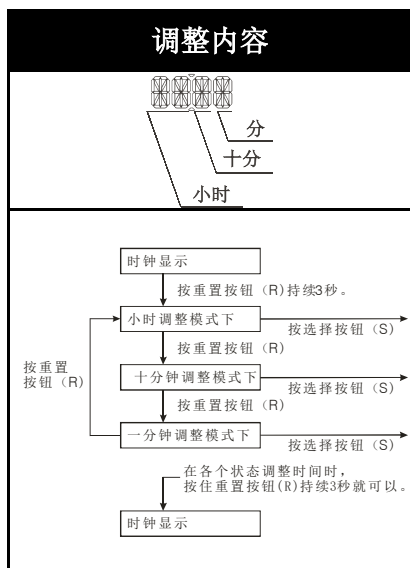 调整内容
分
十分
小时
时钟显示
按重置按钮（R)持续3秒。
小时调整模式下
按选择按钮（S）
按重置按钮（R）
按重置
按钮（R）
十分钟调整模式下
按选择按钮（S）
按重置按钮（R）
一分钟调整模式下
按选择按钮（S）
在各个状态调整时间时，
按住重置按钮(R)持续3秒就可以。
时钟显示